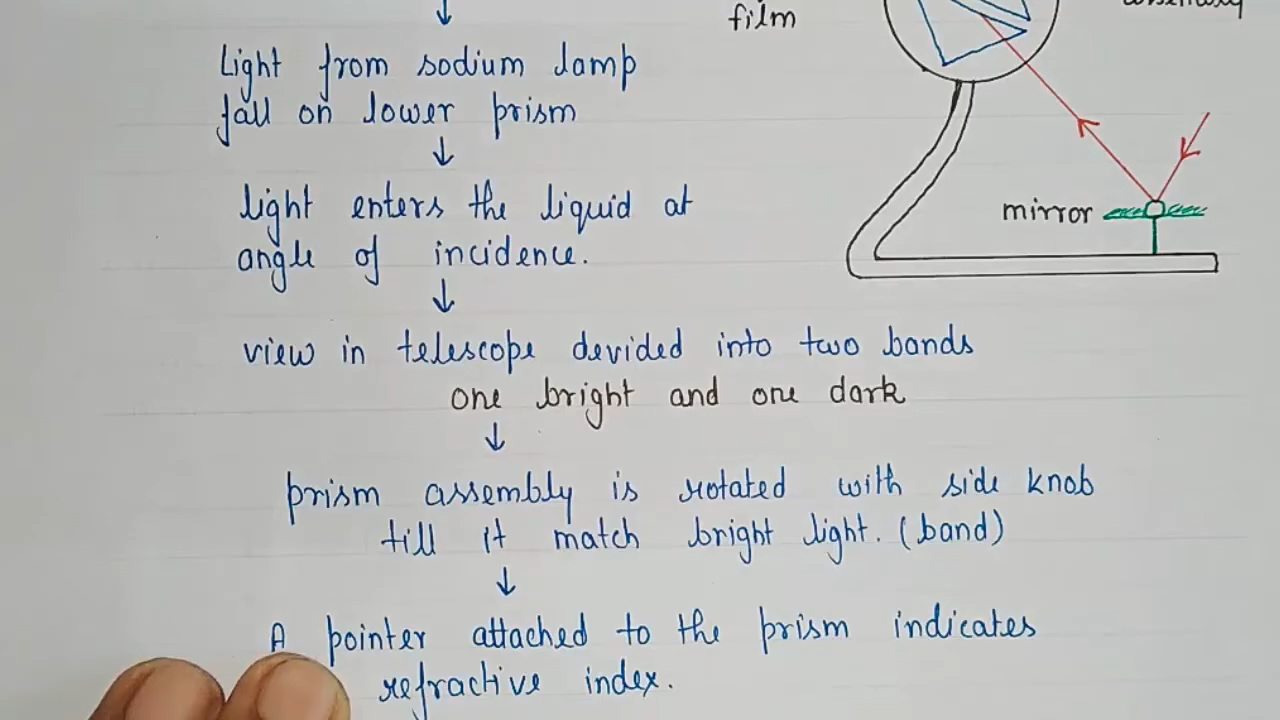 film
Light from sodium lamp
fall on lower prism
↓
light enters the liquid at
angle of incidence.
↓
mirror
view in telescope devided into two bands
one bright and one dark
↓
prism assembly is rotated with side knob
till it match bright light. (band)
↓
A pointer attached to the prism indicates
refractive index.